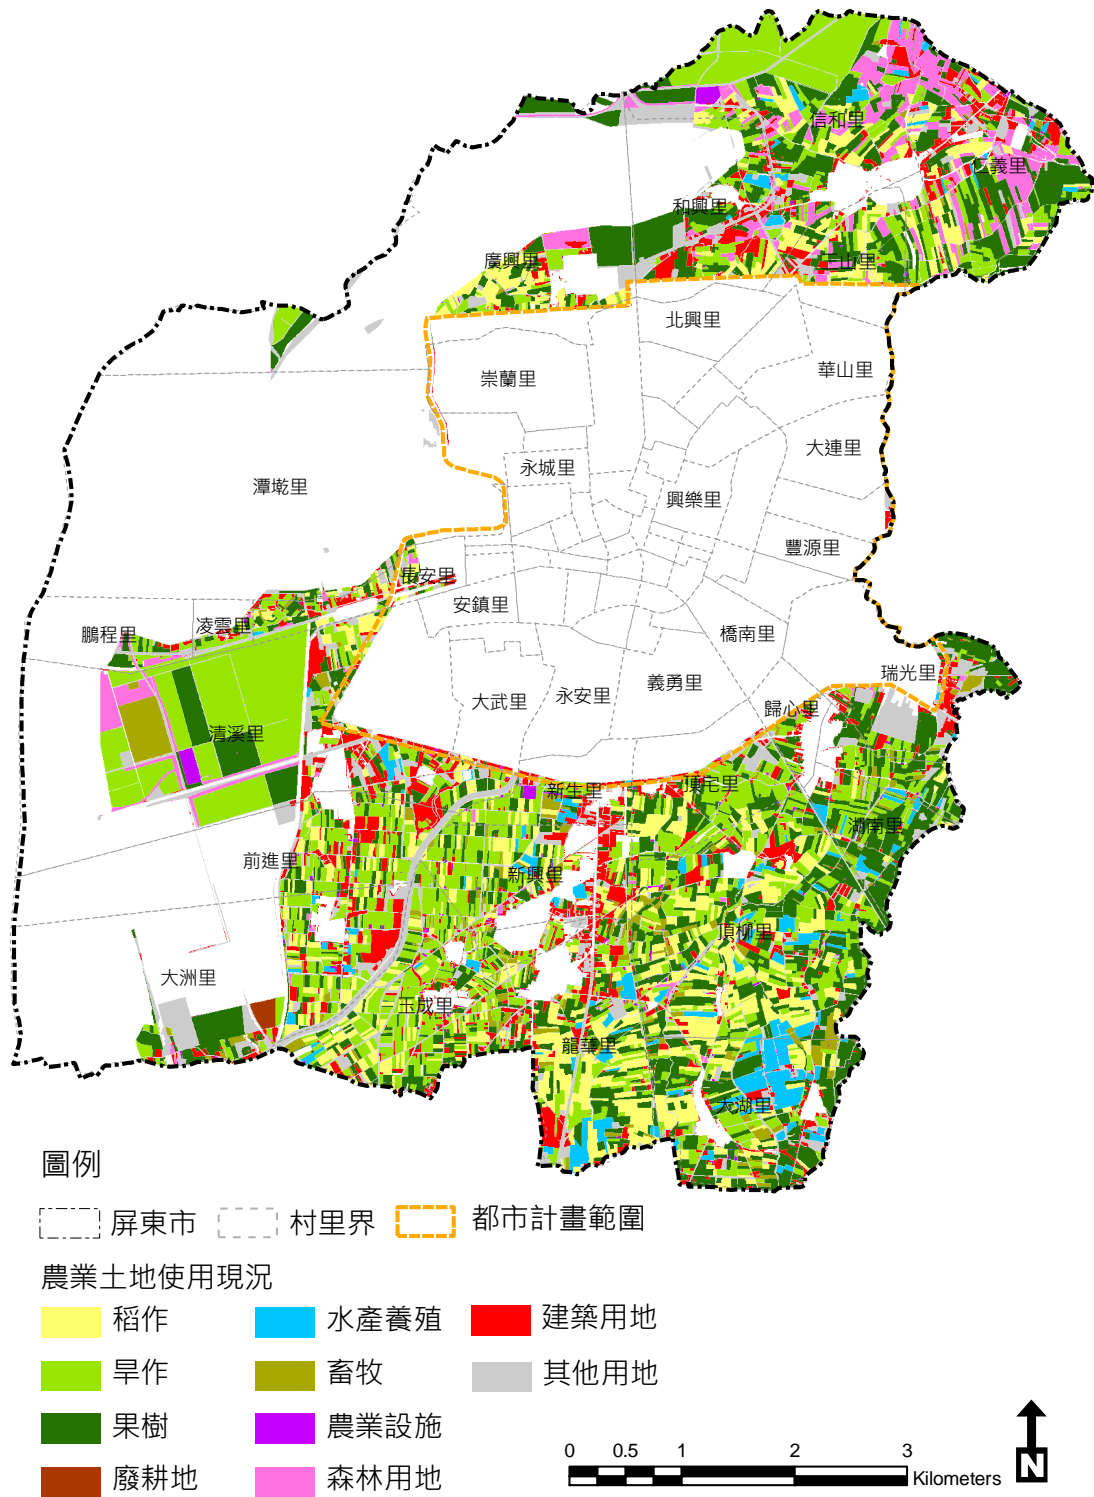 信和里
仁義里
和興里
廣興里
三山里
北興里
華山里
崇蘭里
大連里
永城里
潭墘里
興樂里
豐源里
長安里
安鎮里
凌雲里
鵬程里
橋南里
瑞光里
義勇里
永安里
大武里
歸心里
清溪里
頂宅里
新生里
湖南里
前進里
新興里
頂柳里
大洲里
玉成里
龍華里
大湖里
圖例
屏東市 村里界 都市計畫範圍
農業土地使用現況
稻作 水產養殖 建築用地
旱作 畜牧 其他用地
果樹 農業設施
廢耕地 森林用地
0 0.5 1 2 3
Kilometers
N